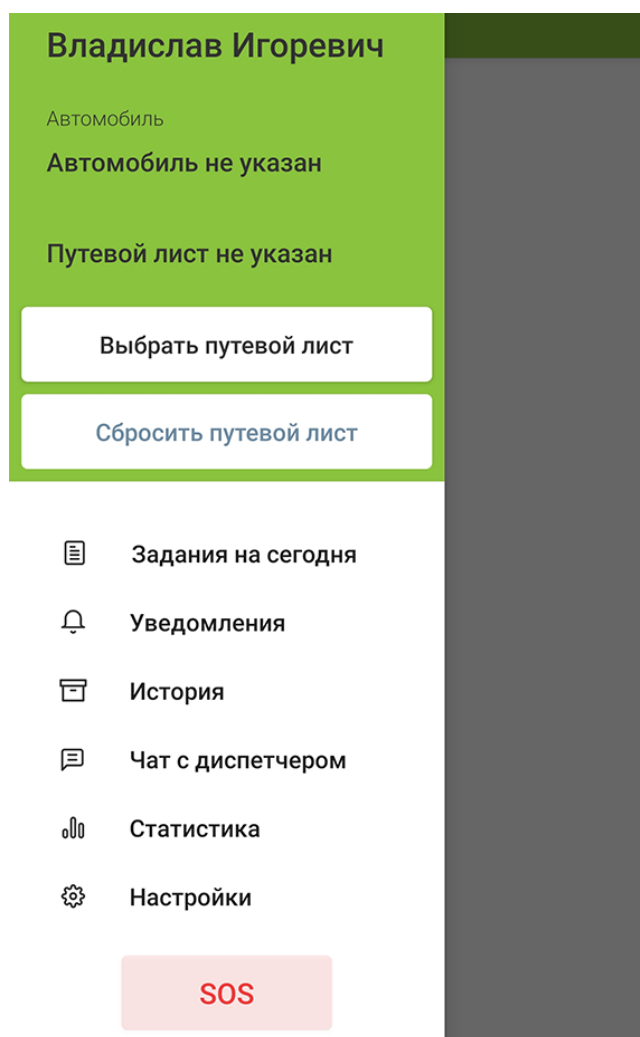 Владислав Игоревич
Автомобиль
Автомобиль не указан
Путевой лист не указан
Выбрать путевой лист
Сбросить путевой лист
Задания на сегодня
Уведомления
История
Чат с диспетчером
Статистика
Настройки
SOS